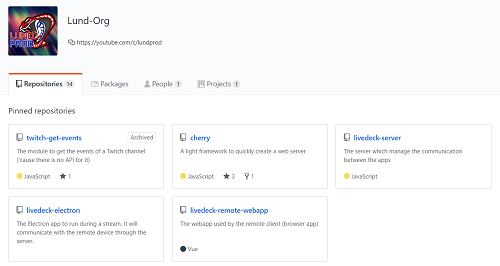 LUND
PROD
Lund-Org
https://youtube.com/c/lundprod
Repositories 14
Packages
People 1
Projects 1
Pinned repositories
twitch-get-events
Archived
The module to get the events of a Twitch channel
('cause there is no API for it)
JavaScript
1
cherry
A light framework to quickly create a web server
JavaScript
3
1
livedeck-server
The server which manage the communication
between the apps
JavaScript
livedeck-electron
The Electron app to run during a stream. It will
communicate with the remote device through the
server.
livedeck-remote-webapp
The webapp used by the remote client (browser app)
Vue